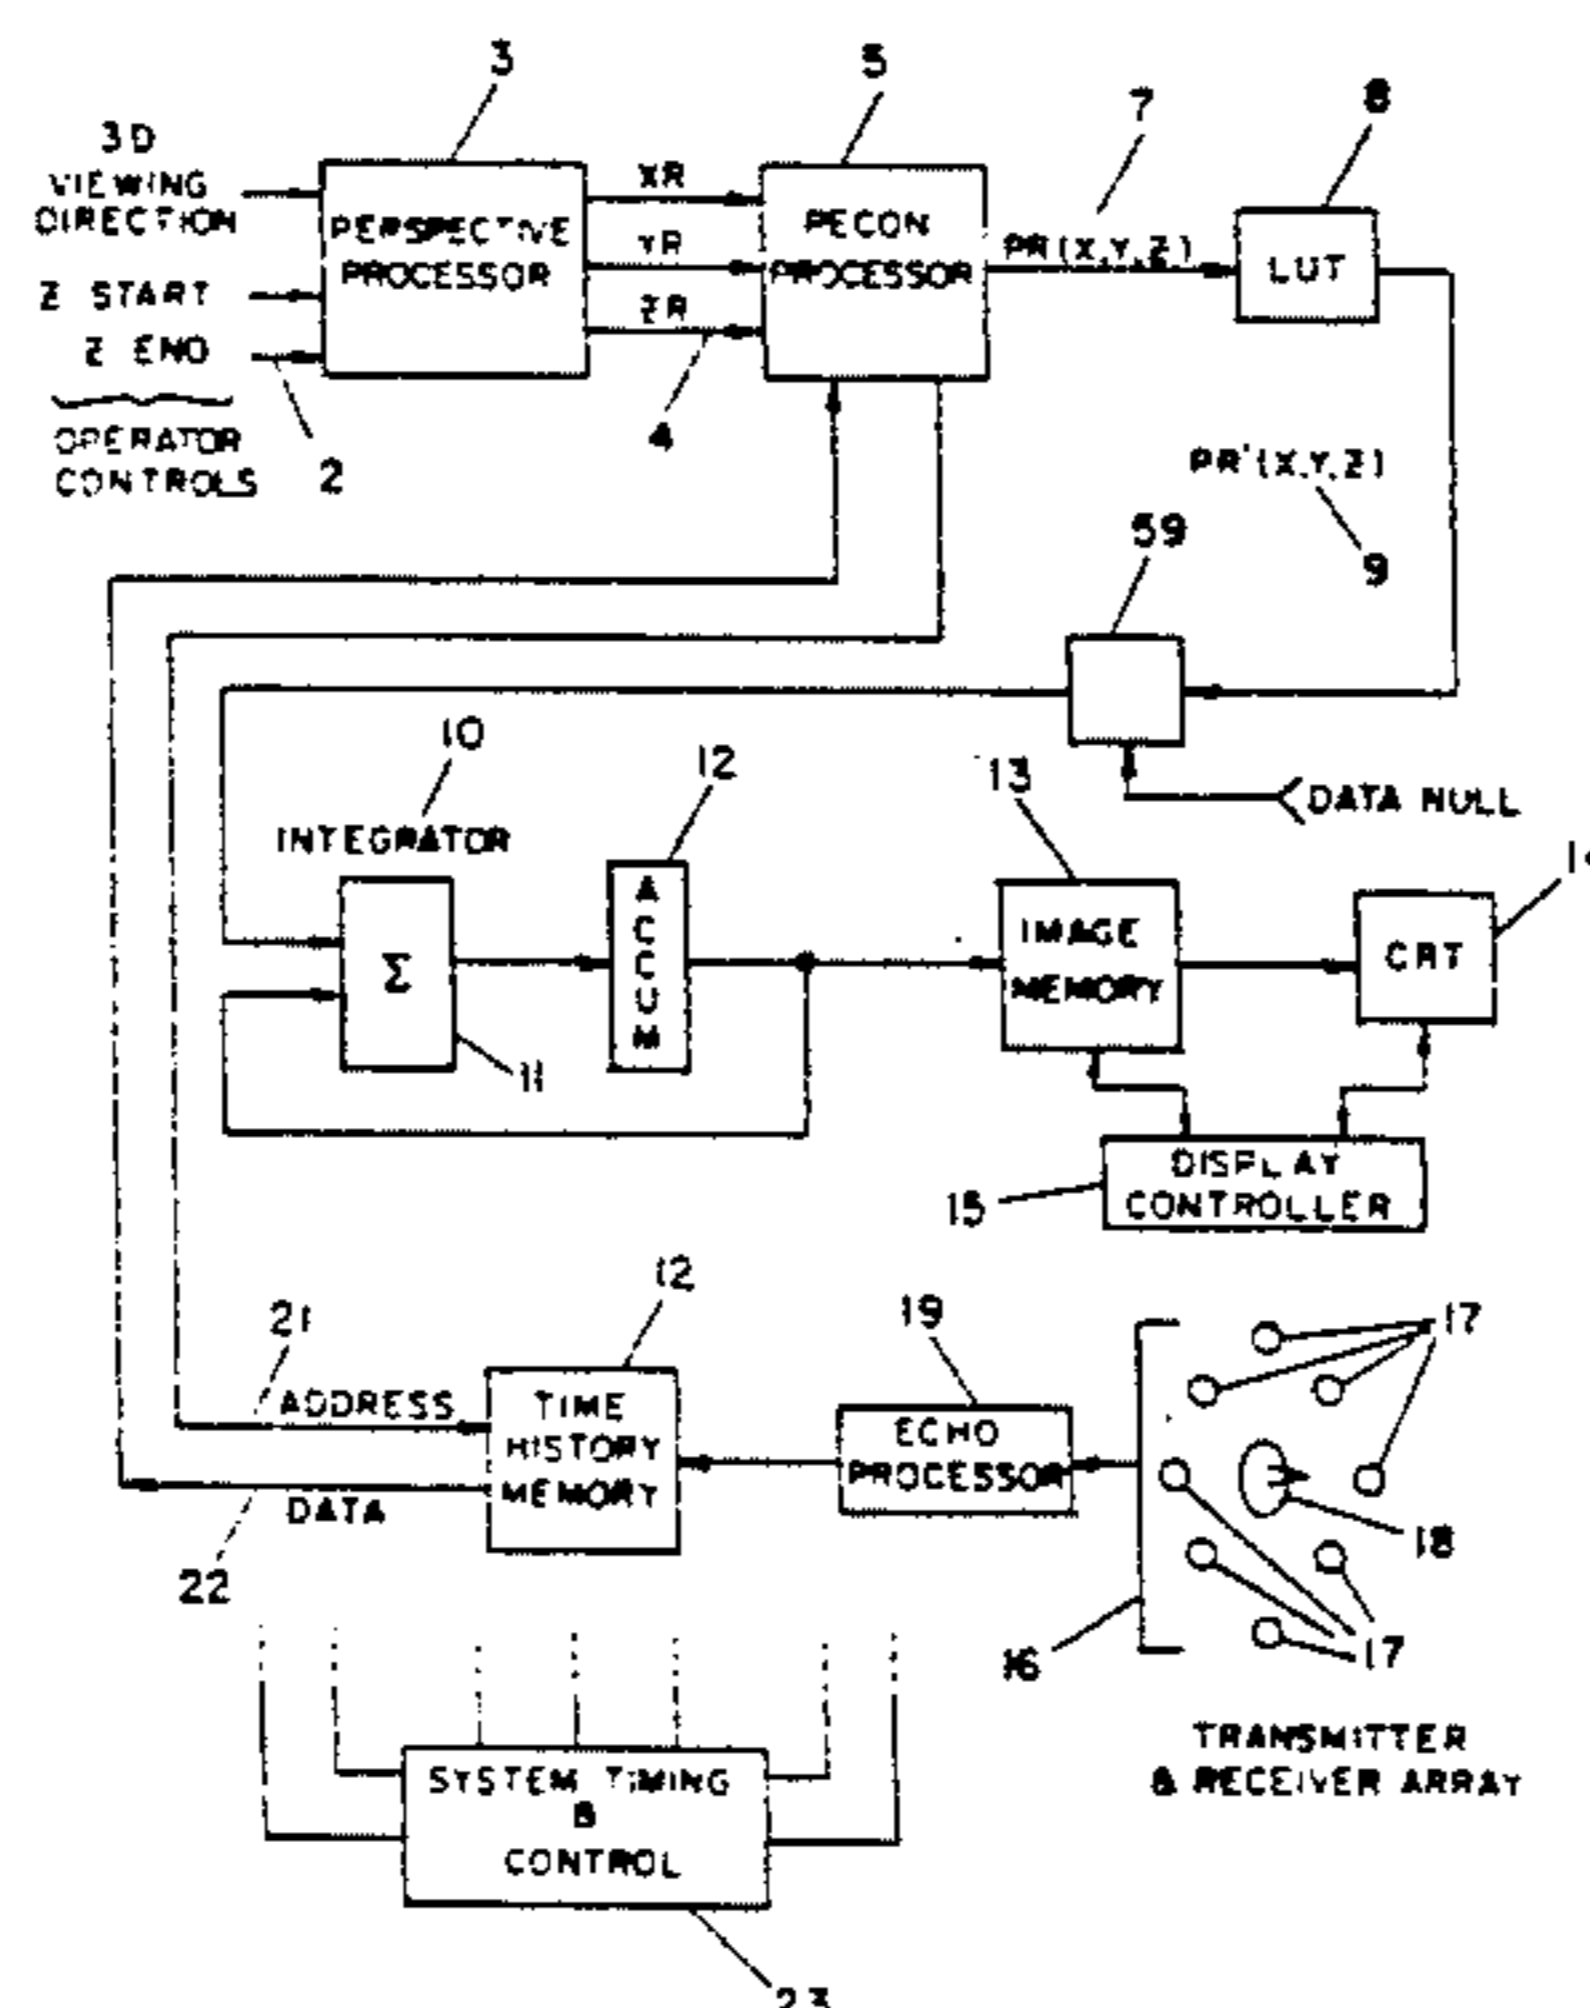 3
5
7
8
3D
VIEWING
DIRECTION
PERSPECTIVE
PROCESSOR
XR
YR
ZR
RECON
PROCESSOR
PR(X,Y,Z)
LUT
Z START
Z END
OPERATOR
CONTROLS
2
4
PR'(X,Y,Z)
9
59
10
12
13
DATA NULL
INTEGRATOR
Σ
11
ACCUM
IMAGE
MEMORY
CRT
DISPLAY
CONTROLLER
15
12
21
19
17
ADDRESS
TIME
HISTORY
MEMORY
ECHO
PROCESSOR
DATA
22
18
16
17
TRANSMITTER
& RECEIVER ARRAY
SYSTEM TIMING
&
CONTROL
23